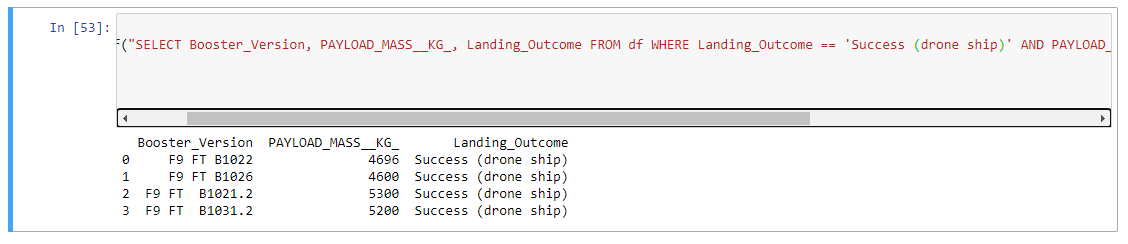 In [53]:
f("SELECT Booster_Version, PAYLOAD_MASS__KG_, Landing_Outcome FROM df WHERE Landing_Outcome == 'Success (drone ship)' AND PAYLOAD_
Booster_Version PAYLOAD_MASS__KG_ Landing_Outcome
0 F9 FT B1022 4696 Success (drone ship)
1 F9 FT B1026 4600 Success (drone ship)
2 F9 FT  B1021.2 5300 Success (drone ship)
3 F9 FT  B1031.2 5200 Success (drone ship)